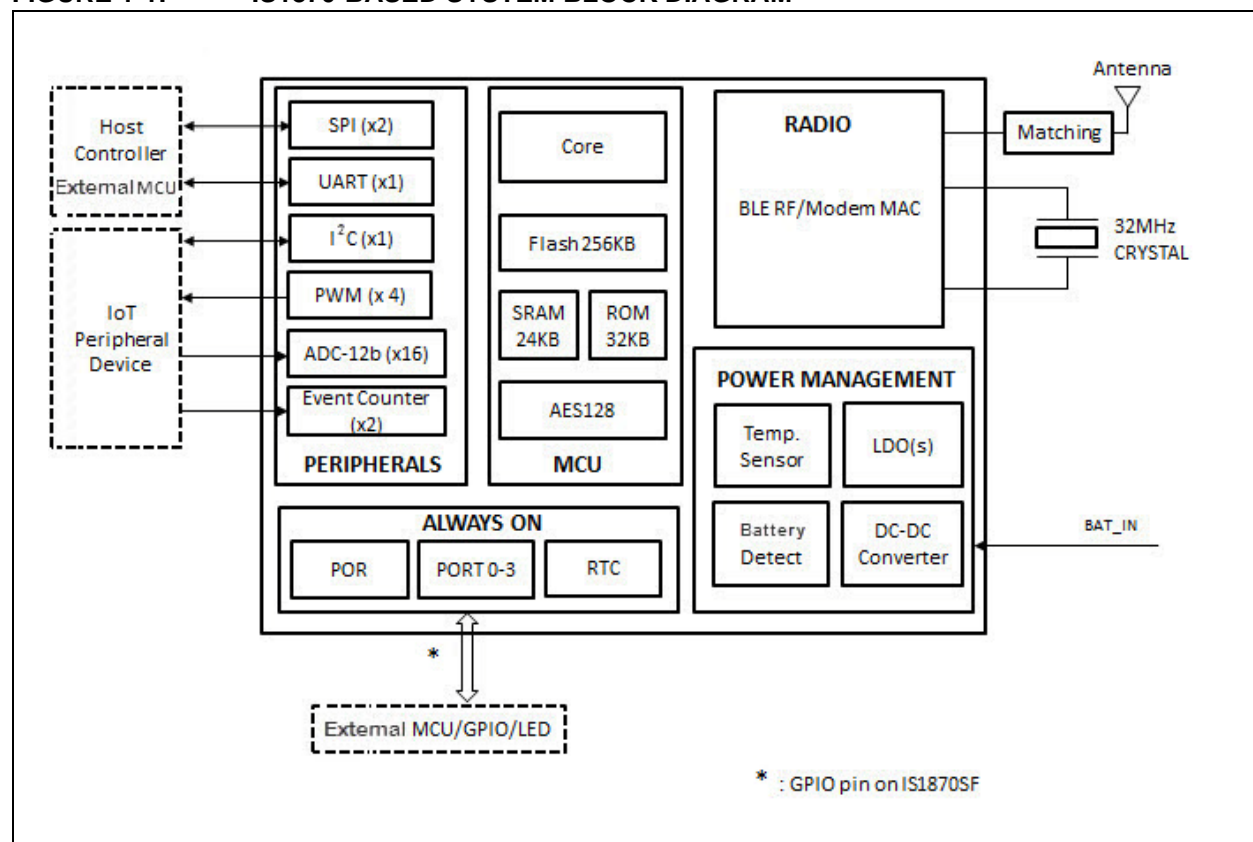 Antenna
Host
Controller
External MCU
SPI (x2)
UART (x1)
I²C (x1)
PWM (x 4)
ADC-12b (x16)
Event Counter
(x2)
PERIPHERALS
IoT
Peripheral
Device
Core
Flash 256KB
SRAM
24KB
ROM
32KB
AES128
MCU
RADIO
BLE RF/Modem MAC
Matching
32MHz
CRYSTAL
POWER MANAGEMENT
Temp.
Sensor
LDO(s)
Battery
Detect
DC-DC
Converter
BAT_IN
ALWAYS ON
POR
PORT 0-3
RTC
*
External MCU/GPIO/LED
* : GPIO pin on IS1870SF